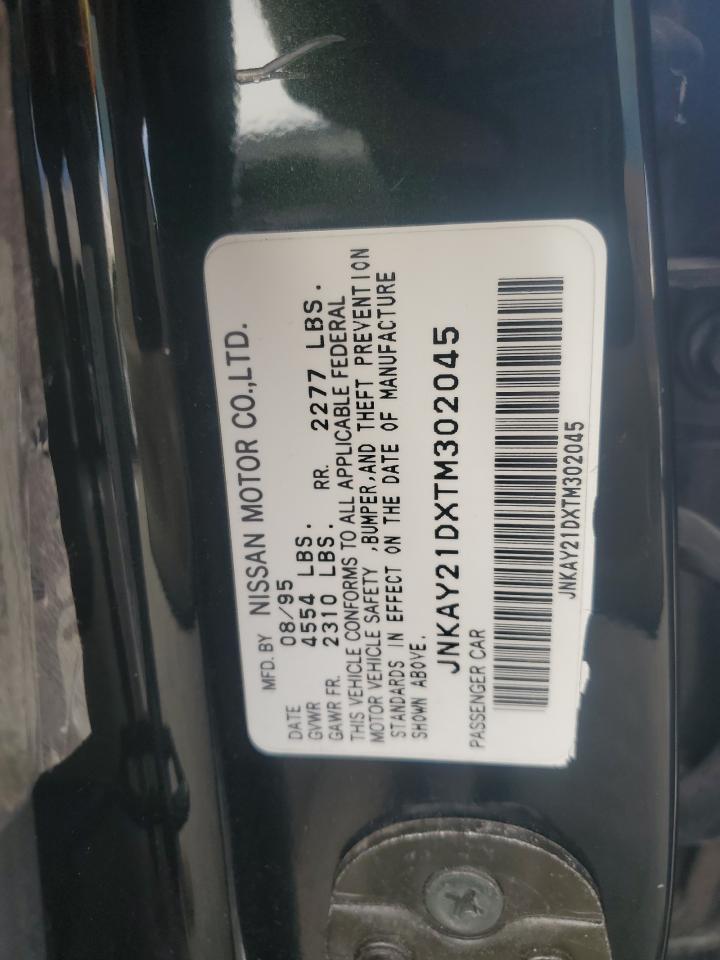 MFD. BY NISSAN MOTOR CO.,LTD.
DATE 08/95
GVWR 4554 LBS.
GAWR FR. 2310 LBS. RR. 2277 LBS.
THIS VEHICLE CONFORMS TO ALL APPLICABLE FEDERAL
MOTOR VEHICLE SAFETY ,BUMPER,AND THEFT PREVENTION
STANDARDS IN EFFECT ON THE DATE OF MANUFACTURE
SHOWN ABOVE.
JNKAY21DXTM302045
PASSENGER CAR
JNKAY21DXTM302045